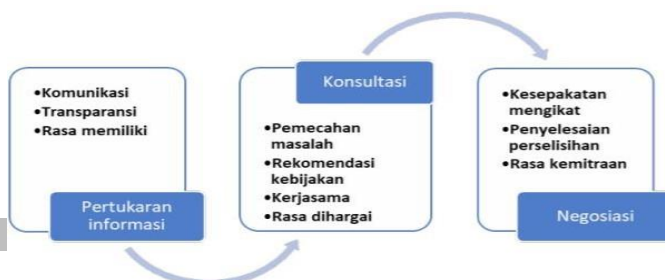 •Komunikasi
•Transparansi
•Rasa memiliki
Pertukaran
informasi
Konsultasi
•Pemecahan
masalah
•Rekomendasi
kebijakan
•Kerjasama
•Rasa dihargai
•Kesepakatan
mengikat
•Penyelesaian
perselisihan
•Rasa kemitraan
Negosiasi